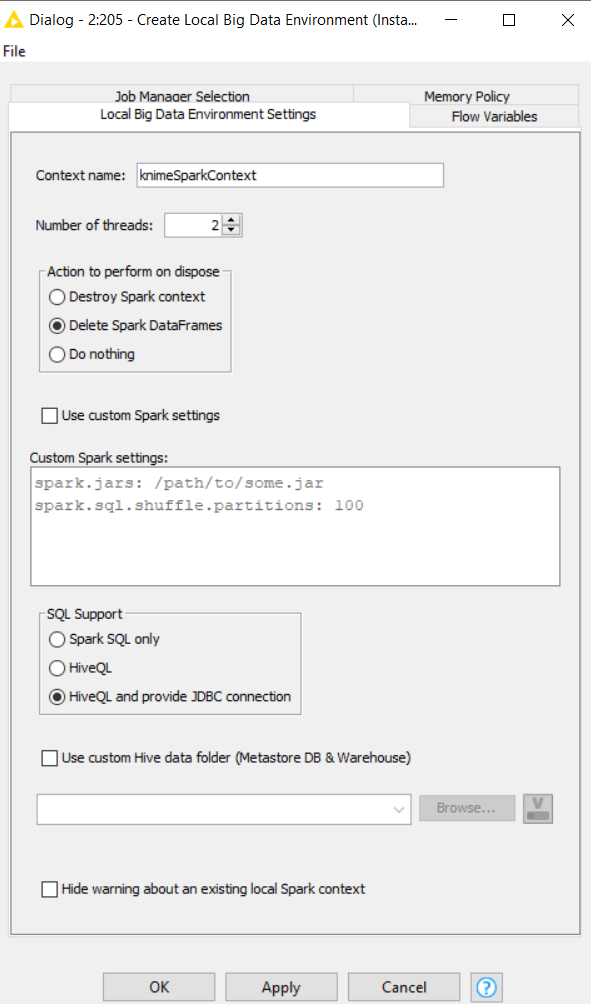 Dialog - 2:205 - Create Local Big Data Environment (Insta...
File
Job Manager Selection
Memory Policy
Local Big Data Environment Settings
Flow Variables
Context name: knimeSparkContext
Number of threads: 2
Action to perform on dispose
Destroy Spark context
Delete Spark DataFrames
Do nothing
Use custom Spark settings
Custom Spark settings:
spark.jars: /path/to/some.jar
spark.sql.shuffle.partitions: 100
SQL Support
Spark SQL only
HiveQL
HiveQL and provide JDBC connection
Use custom Hive data folder (Metastore DB & Warehouse)
Browse... V
Hide warning about an existing local Spark context
OK Apply Cancel ?